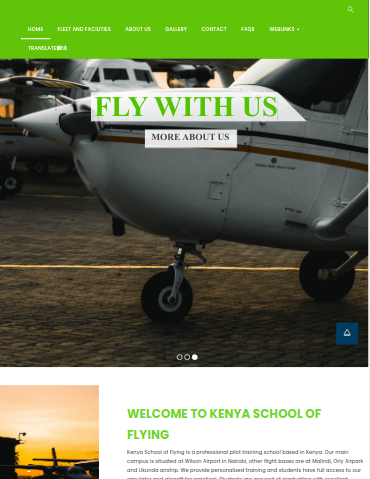 HOME FLEET AND FACILITIES ABOUT US GALLERY CONTACT FAQS WEBLINKS
FLY WITH US
MORE ABOUT US
WELCOME TO KENYA SCHOOL OF
FLYING
Kenya School of Flying is a professional pilot training school based in Kenya. Our main
campus is situated at Wilson Airport in Nairobi, other flight bases are at Malindi, Orly Airpark
and Ukunda airstrip. We provide personalized training and students have full access to our